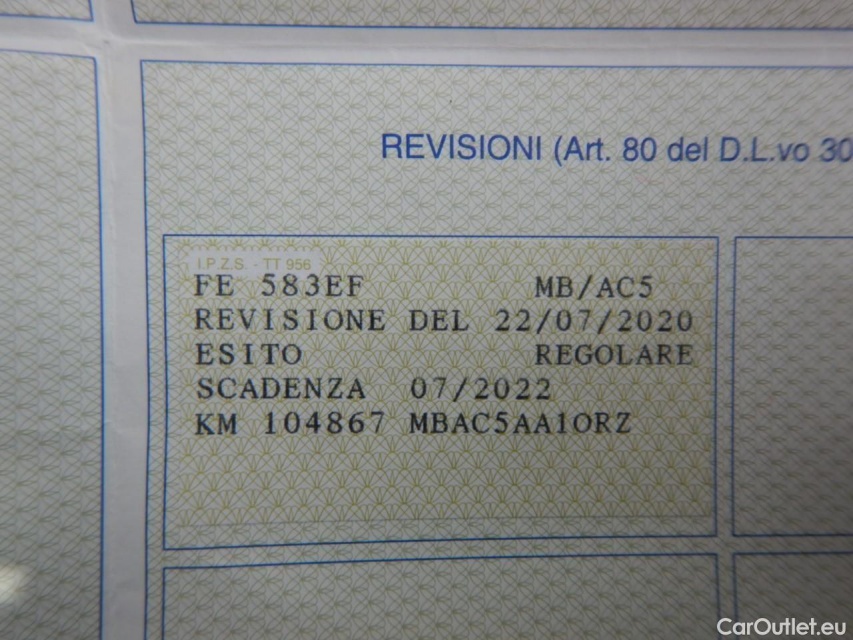 REVISIONI (Art. 80 del D.L.vo 30
I.P.Z.S. - TT 956
FE 583EF MB/AC5
REVISIONE DEL 22/07/2020
ESITO REGOLARE
SCADENZA 07/2022
KM 104867 MBAC5AA1ORZ
CarOutlet.eu